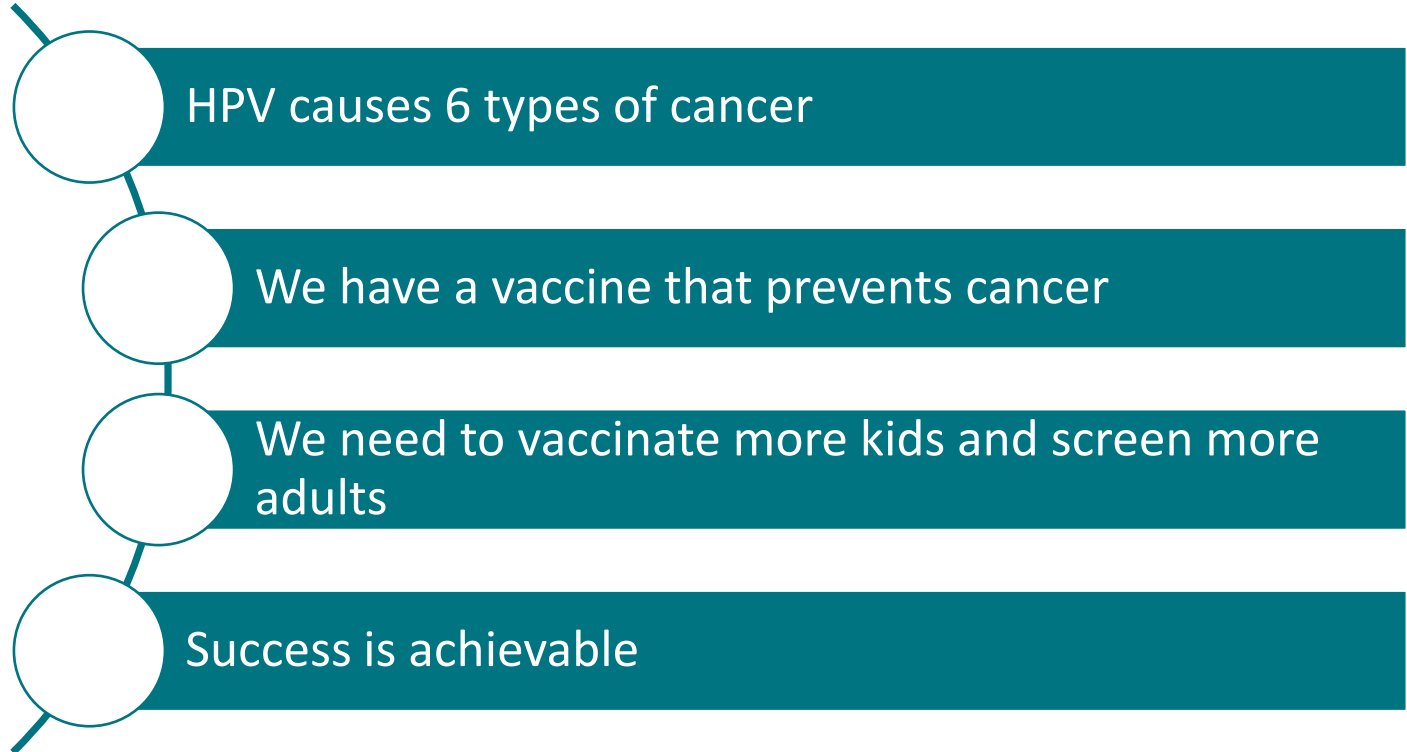 HPV causes 6 types of cancer
We have a vaccine that prevents cancer
We need to vaccinate more kids and screen more
adults
Success is achievable